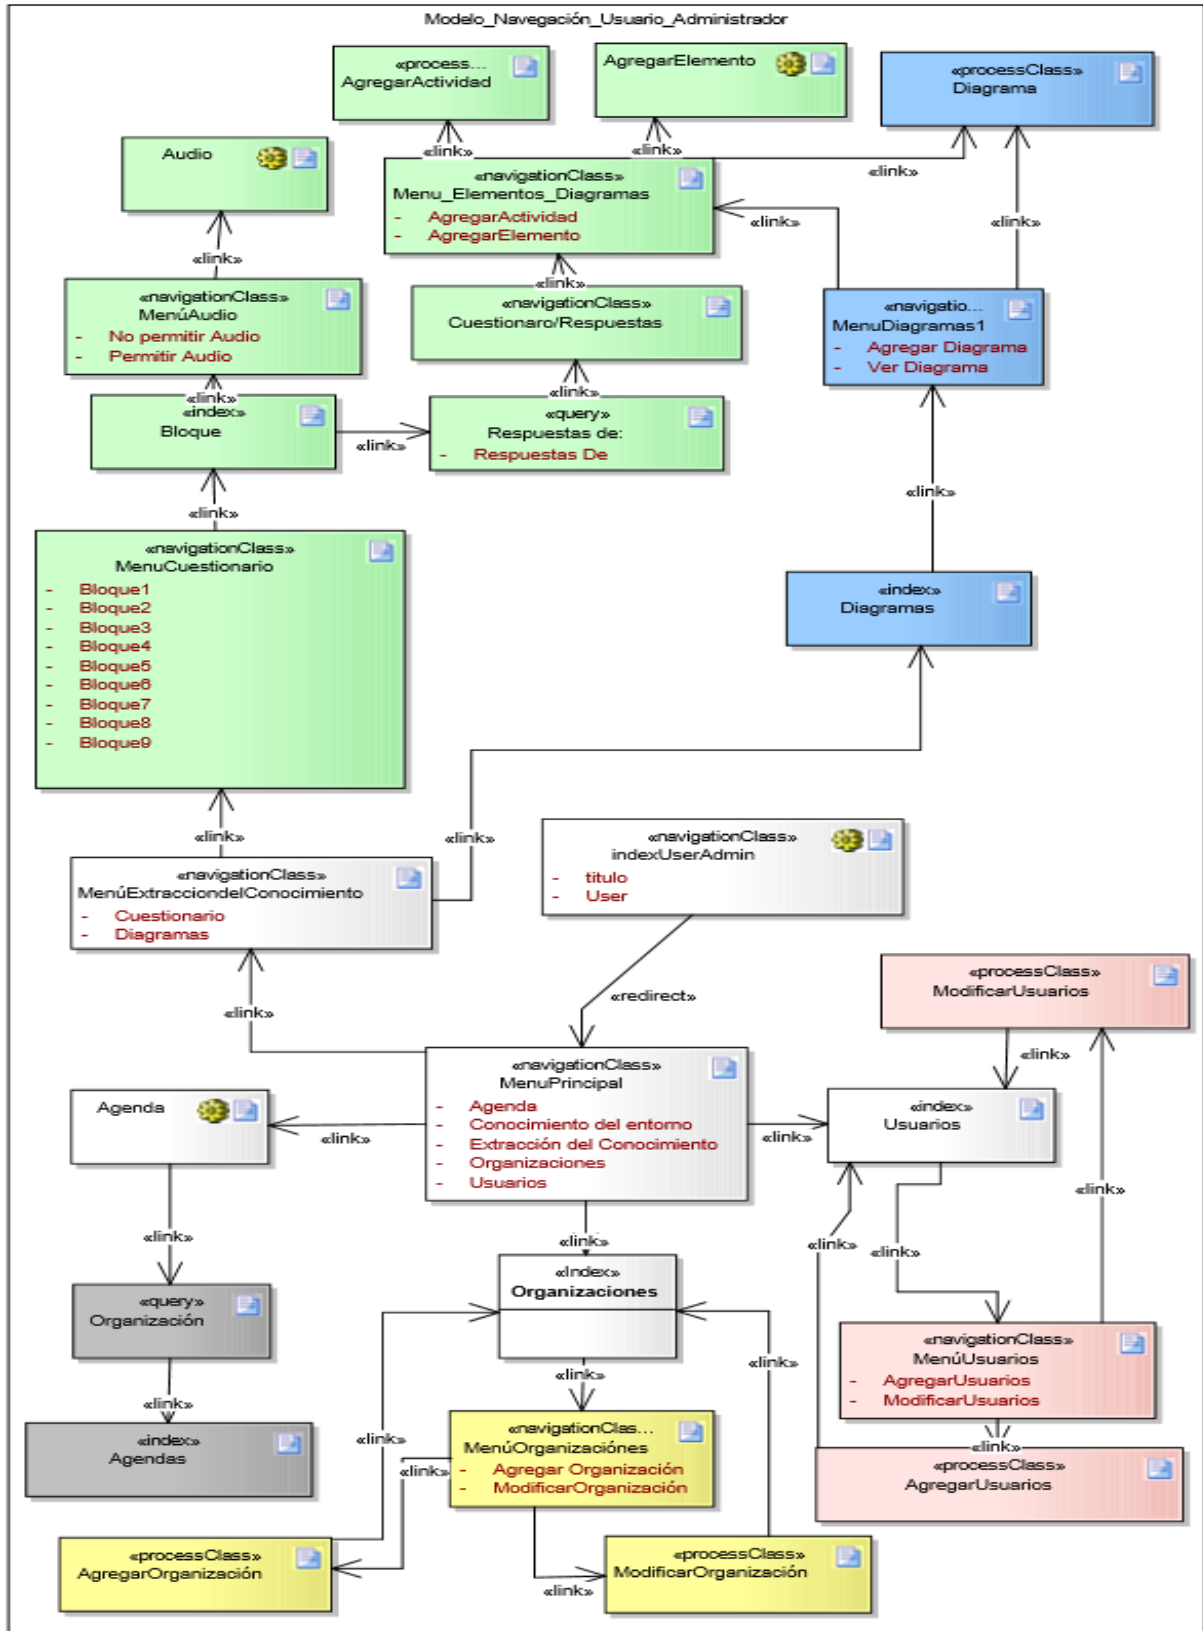 Modelo_Navegación_Usuario_Administrador
«process...
AgregarActividad
AgregarElemento
«processClass»
Diagrama
«link»
«link»
«link»
Audio
«navigationClass»
Menu_Elementos_Diagramas
- AgregarActividad
- AgregarElemento
«link»
«link»
«link»
«link»
«navigationClass»
MenúAudio
- No permitir Audio
- Permitir Audio
«navigationClass»
Cuestionaro/Respuestas
«navigatio...
MenuDiagramas1
- Agregar Diagrama
- Ver Diagrama
«link»
«link»
«index»
Bloque
«link»
«query»
Respuestas de:
- Respuestas De
«link»
«link»
«navigationClass»
MenuCuestionario
- Bloque1
- Bloque2
- Bloque3
- Bloque4
- Bloque5
- Bloque6
- Bloque7
- Bloque8
- Bloque9
«index»
Diagramas
«link»
«link»
«navigationClass»
indexUserAdmin
- titulo
- User
«navigationClass»
MenúExtracciondelConocimiento
- Cuestionario
- Diagramas
«redirect»
«link»
«processClass»
ModificarUsuarios
«link»
«navigationClass»
MenuPrincipal
- Agenda
- Conocimiento del entorno
- Extracción del Conocimiento
- Organizaciones
- Usuarios
Agenda
«link»
«link»
«index»
Usuarios
«link»
«link»
«link»
«link»
«link»
«Index»
Organizaciones
«query»
Organización
«navigationClass»
MenúUsuarios
- AgregarUsuarios
- ModificarUsuarios
«link»
«link»
«link»
«link»
«link»
«index»
Agendas
«navigationClas...
MenúOrganizaciónes
- Agregar Organización
- ModificarOrganización
«link»
«processClass»
AgregarUsuarios
«processClass»
AgregarOrganización
«link»
«processClass»
ModificarOrganización